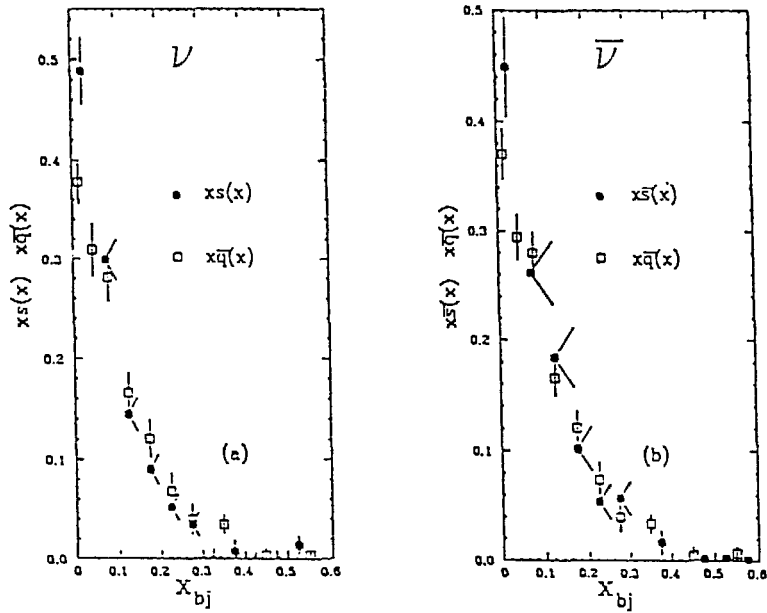 ν
0.5
0.4
0.3
0.2
0.1
0.0
xs(x) xq̅(x)
xs(x)
xq̅(x)
(a)
0 0.1 0.2 0.3 0.4 0.5 0.6
X_bj
ν̅
0.5
0.4
0.3
0.2
0.1
0.0
xs̅(x) xq̅(x)
xs̅(x)
xq̅(x)
(b)
0 0.1 0.2 0.3 0.4 0.5 0.6
X_bj